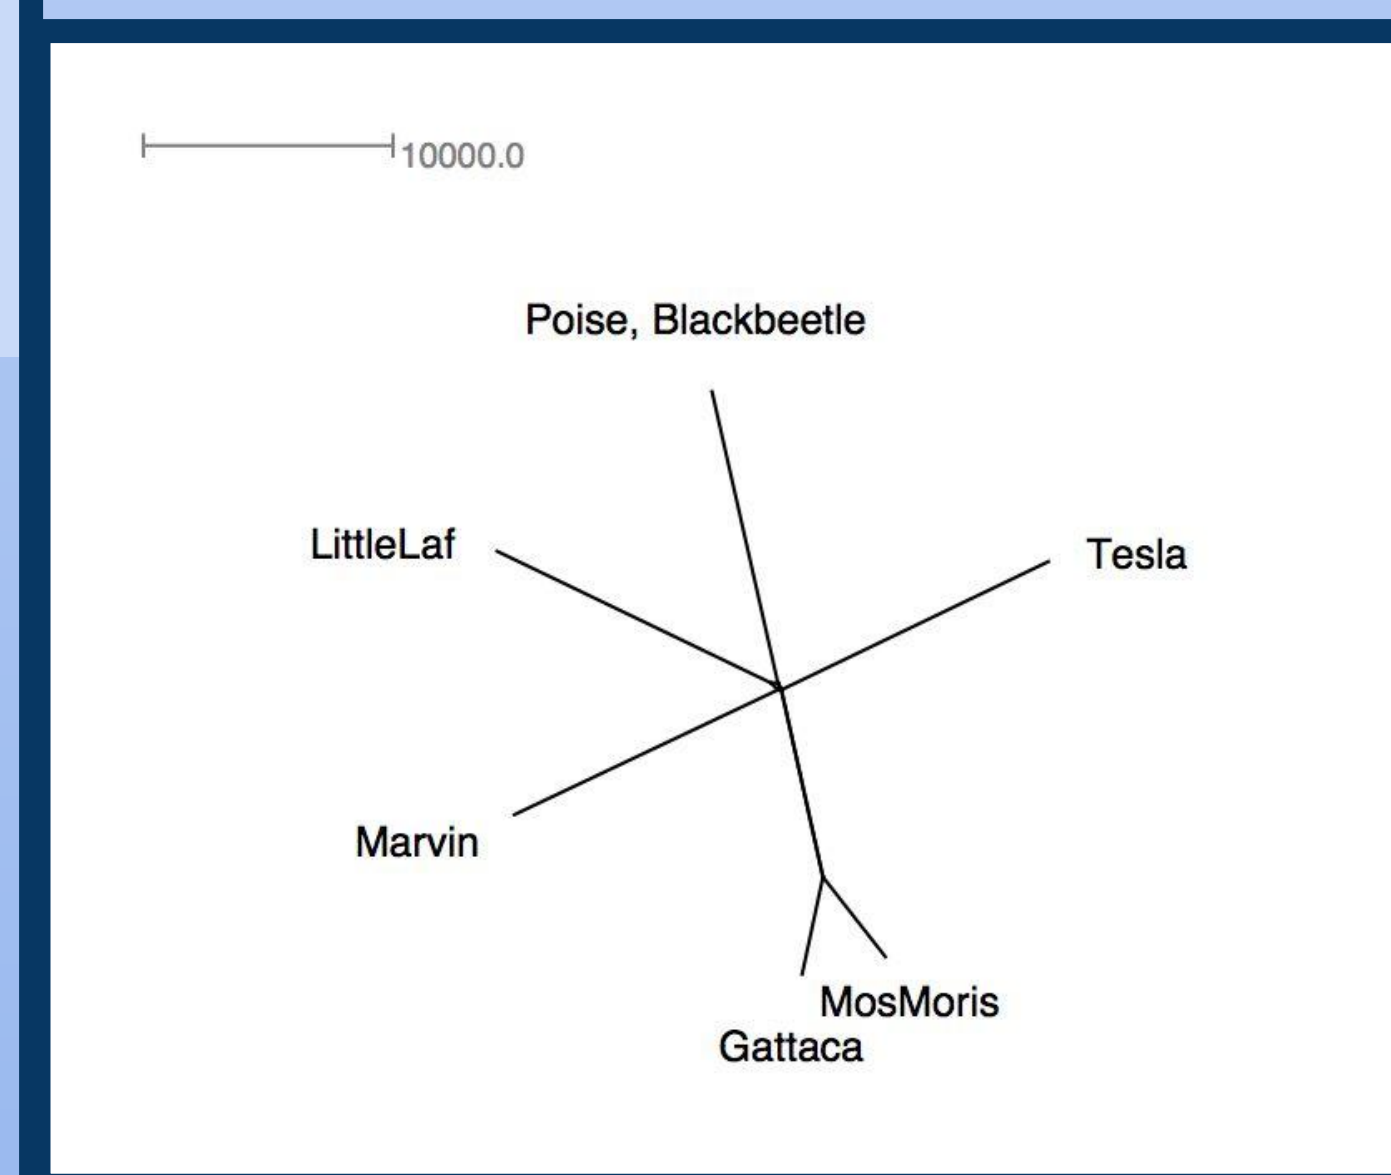 10000.0
Poise, Blackbeetle
LittleLaf
Tesla
Marvin
MosMoris
Gattaca